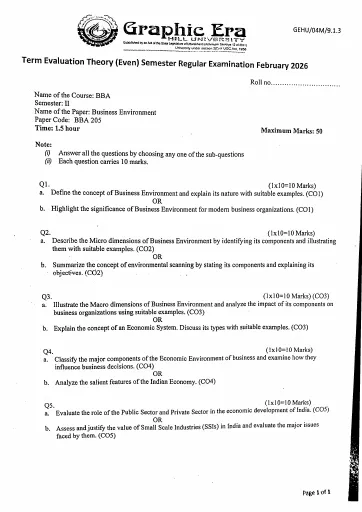 GEHU/04M/9.1.3
Graphic Era
HILL UNIVERSITY
Term Evaluation Theory (Even) Semester Regular Examination February 2026
Roll no..............................
Name of the Course: BBA
Semester: II
Name of the Paper: Business Environment
Paper Code: BBA 205
Time: 1.5 hour
Maximum Marks: 50
Note:
(i) Answer all the questions by choosing any one of the sub-questions
(ii) Each question carries 10 marks.
Q1. (1x10=10 Marks)
a. Define the concept of Business Environment and explain its nature with suitable examples. (CO1)
OR
b. Highlight the significance of Business Environment for modern business organizations. (CO1)
Q2. (1x10=10 Marks)
a. Describe the Micro dimensions of Business Environment by identifying its components and illustrating
them with suitable examples. (CO2)
OR
b. Summarize the concept of environmental scanning by stating its components and explaining its
objectives. (CO2)
Q3. (1x10=10 Marks) (CO3)
a. Illustrate the Macro dimensions of Business Environment and analyze the impact of its components on
business organizations using suitable examples. (CO3)
OR
b. Explain the concept of an Economic System. Discuss its types with suitable examples. (CO3)
Q4. (1x10=10 Marks)
a. Classify the major components of the Economic Environment of business and examine how they
influence business decisions. (CO4)
OR
b. Analyze the salient features of the Indian Economy. (CO4)
Q5. (1x10=10 Marks)
a. Evaluate the role of the Public Sector and Private Sector in the economic development of India. (CO5)
OR
b. Assess and justify the value of Small Scale Industries (SSIs) in India and evaluate the major issues
faced by them. (CO5)
Page 1 of 1